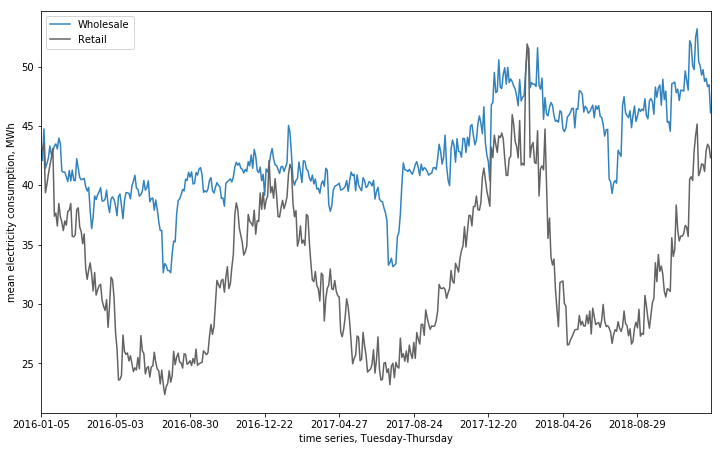 Wholesale
Retail
mean electricity consumption, MWh
50
45
40
35
30
25
2016-01-05 2016-05-03 2016-08-30 2016-12-22 2017-04-27 2017-08-24 2017-12-20 2018-04-26 2018-08-29
time series, Tuesday-Thursday